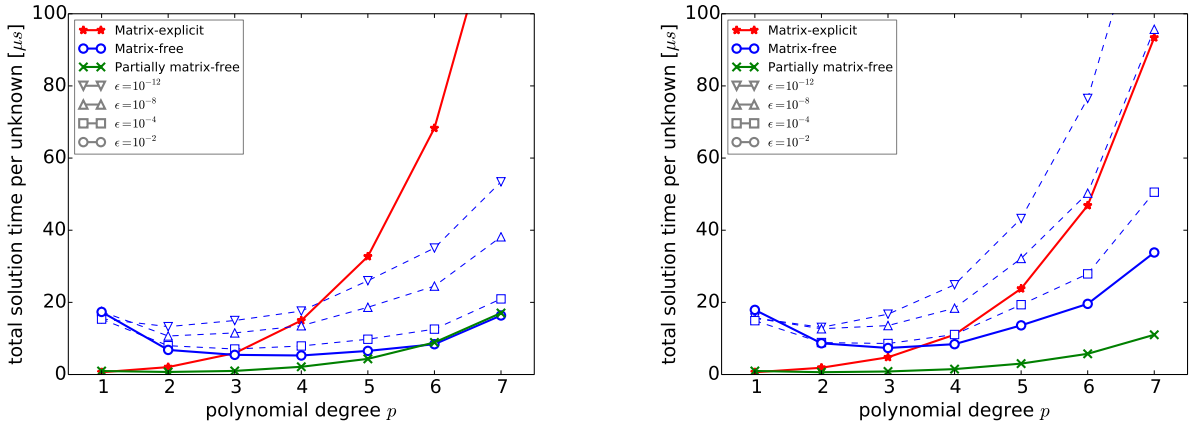 total solution time per unknown [μs]
100
80
60
40
20
0
Matrix-explicit
Matrix-free
Partially matrix-free
ϵ=10⁻¹²
ϵ=10⁻⁸
ϵ=10⁻⁴
ϵ=10⁻²
1 2 3 4 5 6 7
polynomial degree p
total solution time per unknown [μs]
100
80
60
40
20
0
Matrix-explicit
Matrix-free
Partially matrix-free
ϵ=10⁻¹²
ϵ=10⁻⁸
ϵ=10⁻⁴
ϵ=10⁻²
1 2 3 4 5 6 7
polynomial degree p